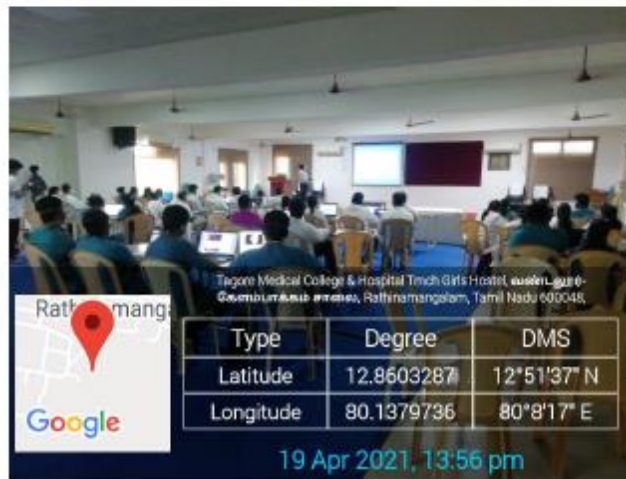 Tagore Medical College & Hospital Tmch Girls Hostel, வண்டலூர்-
கேளம்பாக்கம் சாலை, Rathinamangalam, Tamil Nadu 600048,
Type Degree DMS
Latitude 12.8603287 12°51'37" N
Longitude 80.1379736 80°8'17" E
Google
19 Apr 2021, 13:56 pm